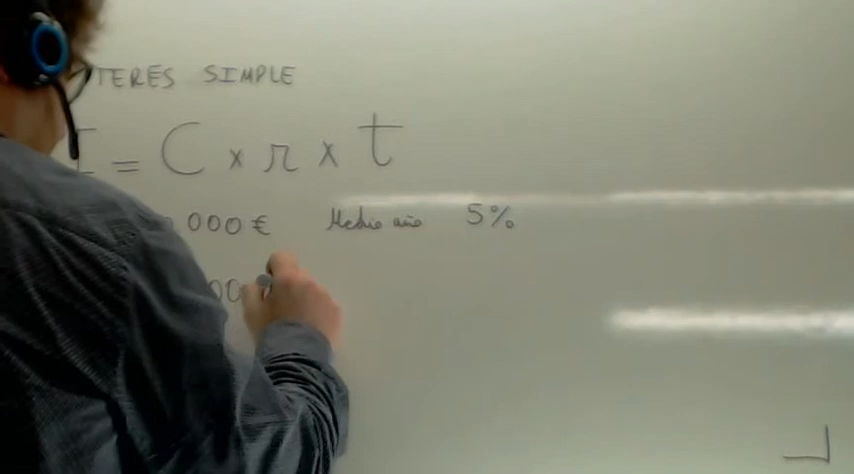 TERES SIMPLE
I = C x r x t
000€ Medio año 5%
00